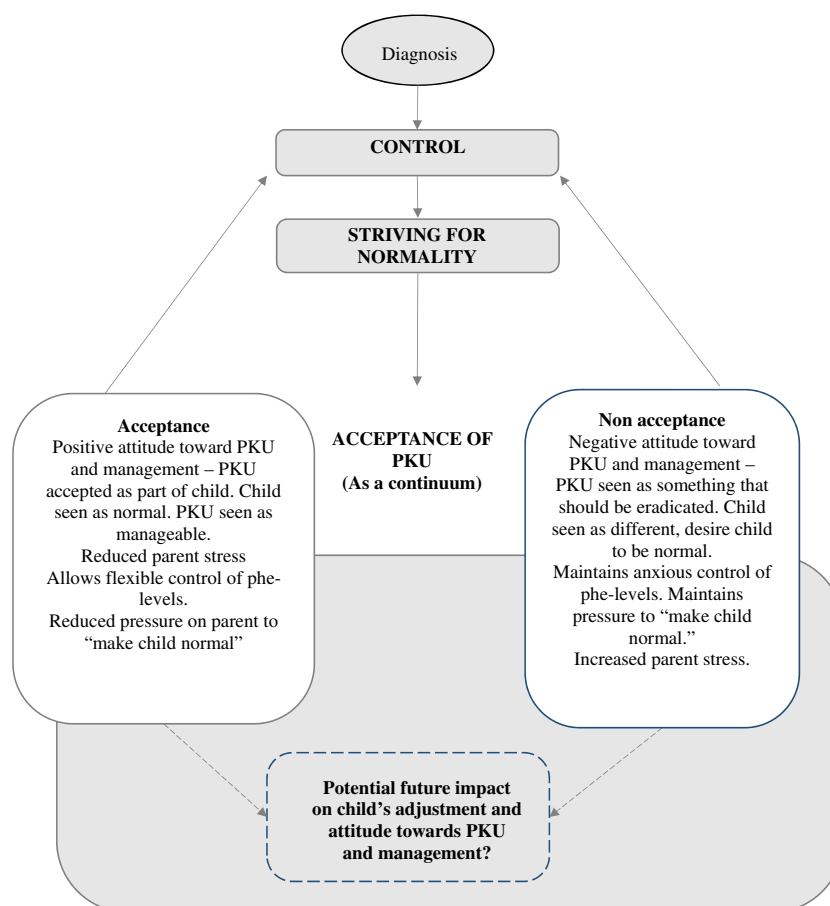 Diagnosis
CONTROL
STRIVING FOR
NORMALITY
Acceptance
Positive attitude toward PKU
and management – PKU
accepted as part of child. Child
seen as normal. PKU seen as
manageable.
Reduced parent stress
Allows flexible control of phe-
levels.
Reduced pressure on parent to
“make child normal”
ACCEPTANCE OF
PKU
(As a continuum)
Non acceptance
Negative attitude toward
PKU and management –
PKU seen as something that
should be eradicated. Child
seen as different, desire child
to be normal.
Maintains anxious control of
phe-levels. Maintains
pressure to “make child
normal.”
Increased parent stress.
Potential future impact
on child’s adjustment and
attitude towards PKU
and management?